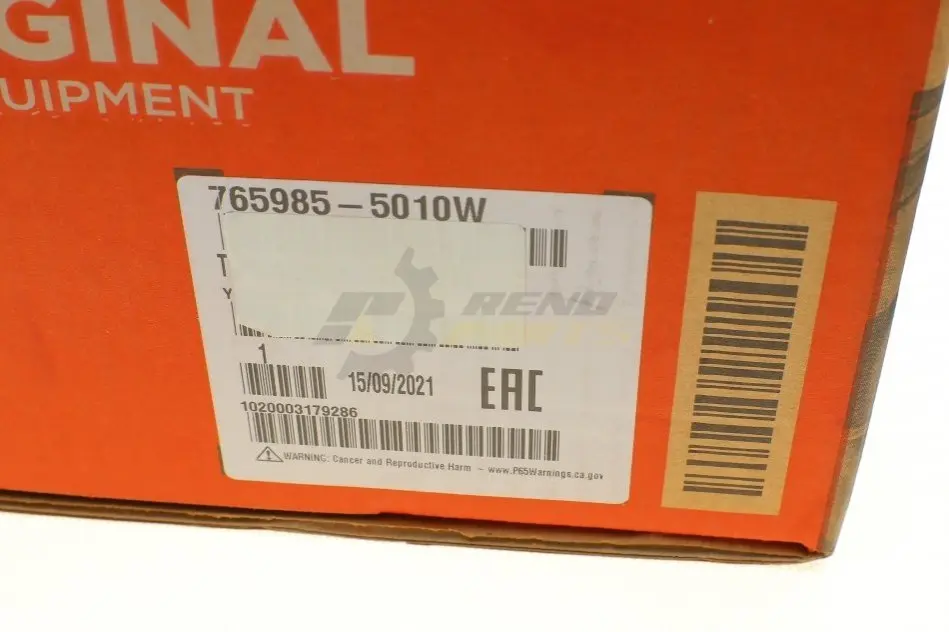 GINAL
UIPMENT
765985-5010W
T
Y
RENO
PARTS
1
15/09/2021
EAC
1020003179286
WARNING: Cancer and Reproductive Harm - www.P65Warnings.ca.gov